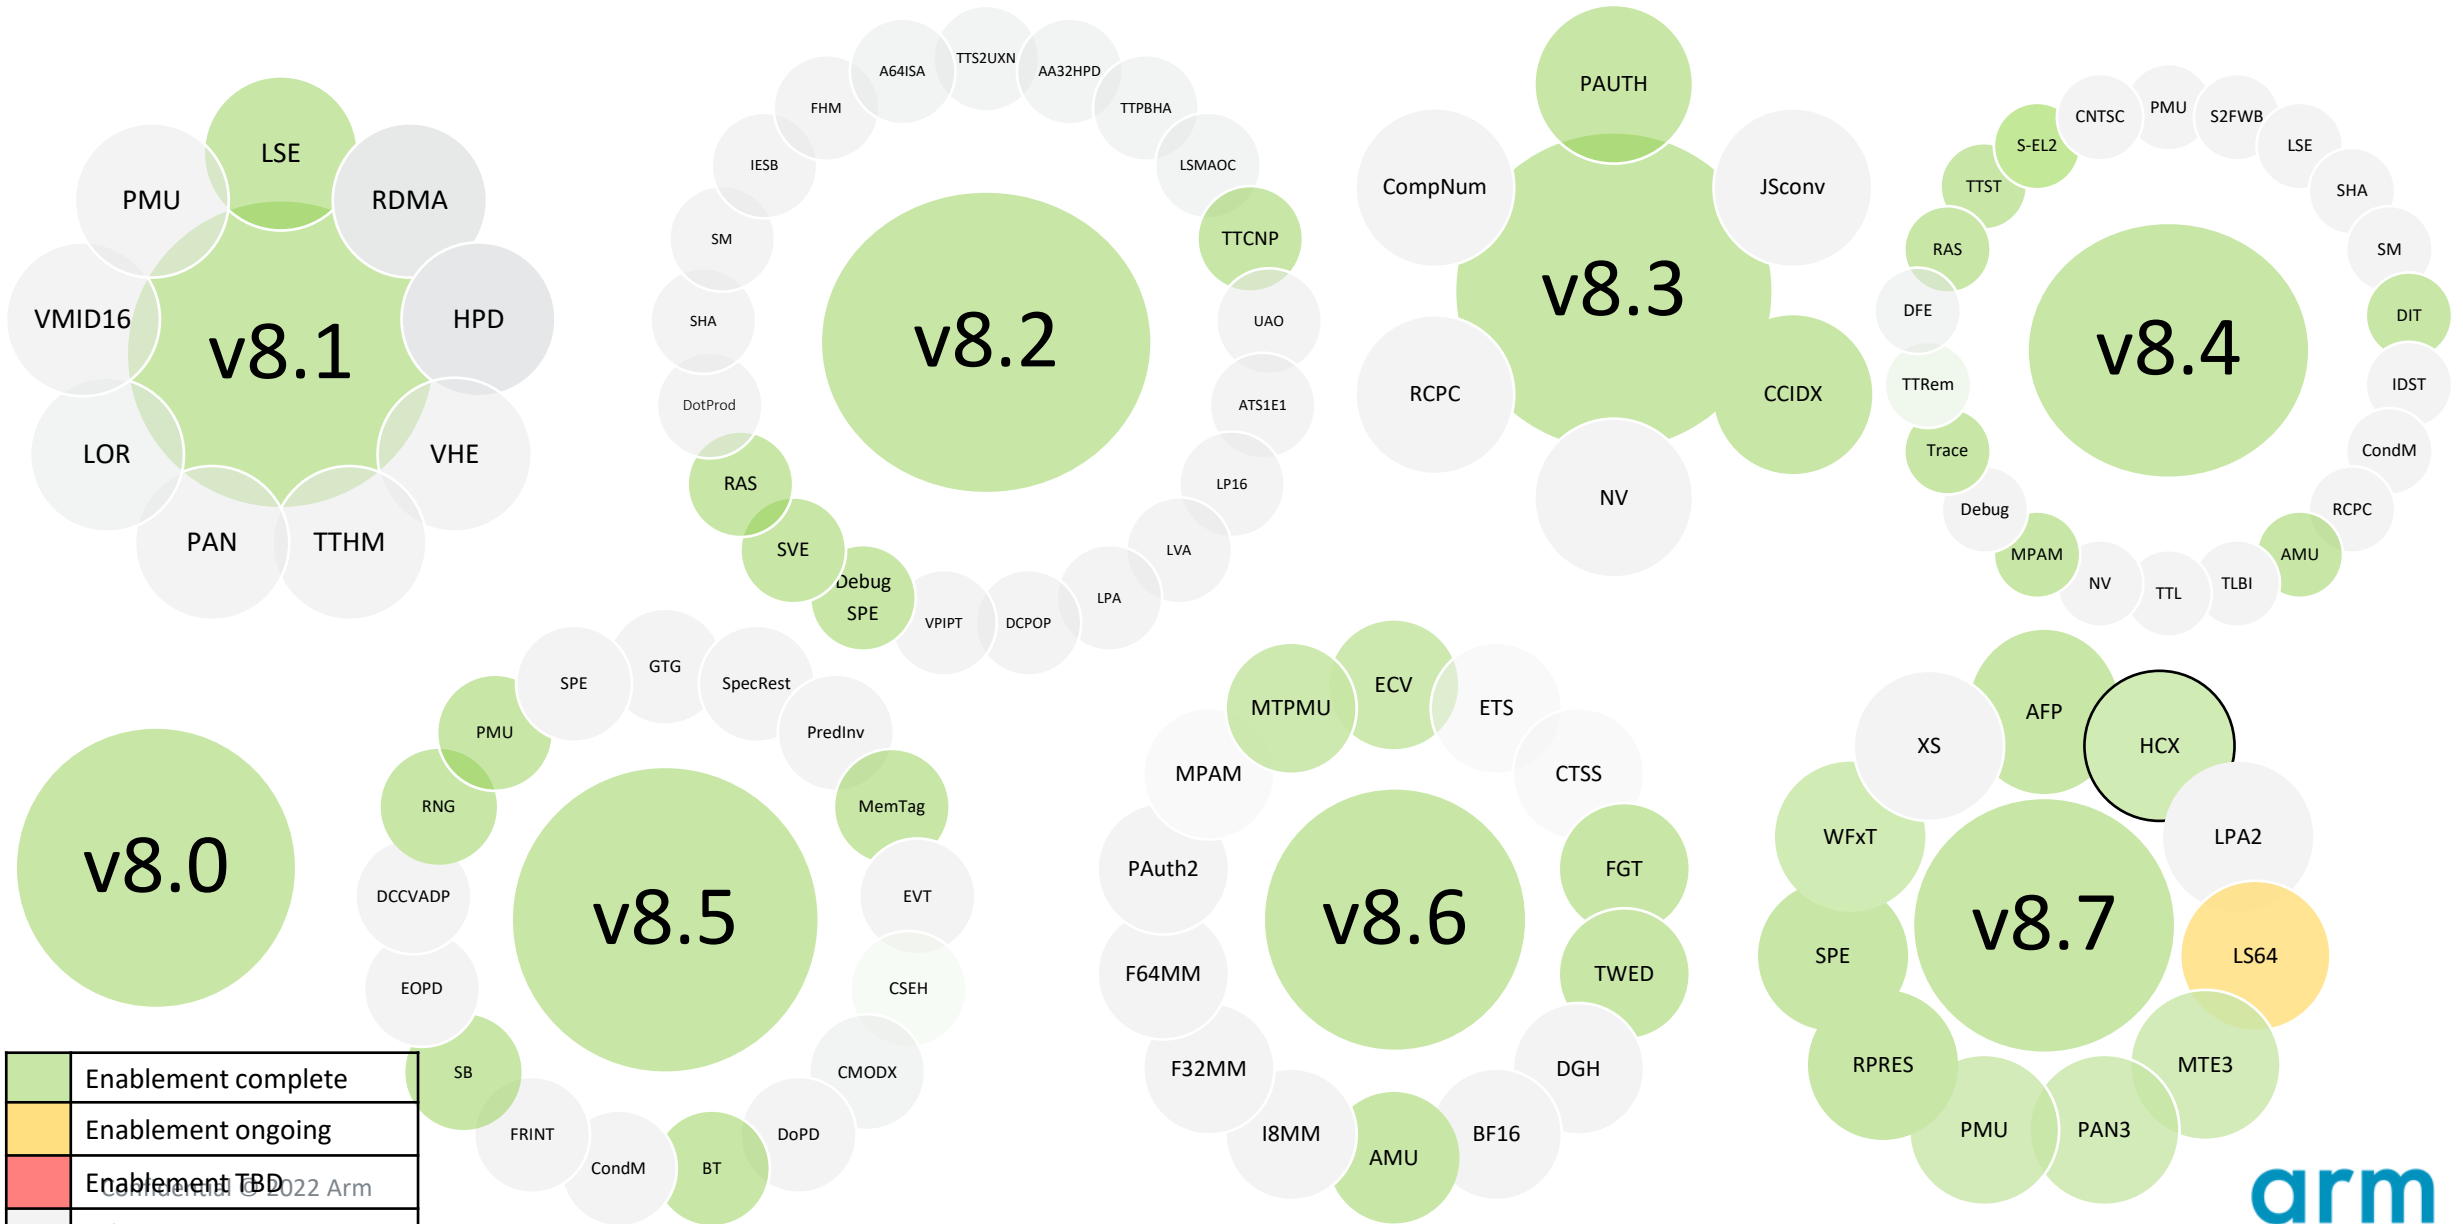 LSE
RDMA
HPD
VHE
TTHM
PAN
LOR
VMID16
PMU
v8.1
TTS2UXN
AA32HPD
TTPBHA
LSMAOC
TTCNP
UAO
ATS1E1
LP16
LVA
LPA
DCPOP
VPIPT
Debug
SPE
SVE
RAS
DotProd
SHA
SM
IESB
FHM
A64ISA
v8.2
PAUTH
JSconv
CCIDX
NV
RCPC
CompNum
v8.3
PMU
S2FWB
LSE
SHA
SM
DIT
IDST
CondM
RCPC
AMU
TLBI
TTL
NV
MPAM
Debug
Trace
TTRem
DFE
RAS
TTST
S-EL2
CNTSC
v8.4
v8.0
GTG
SpecRest
PredInv
MemTag
EVT
CSEH
CMODX
DoPD
BT
CondM
FRINT
SB
EOPD
DCCVADP
RNG
PMU
SPE
v8.5
ECV
ETS
CTSS
FGT
TWED
DGH
BF16
AMU
I8MM
F32MM
F64MM
PAuth2
MPAM
MTPMU
v8.6
AFP
HCX
LPA2
LS64
MTE3
PAN3
PMU
RPRES
SPE
WFxT
XS
v8.7
Enablement complete
Enablement ongoing
Enablement TBD
Confidential © 2022 Arm
arm